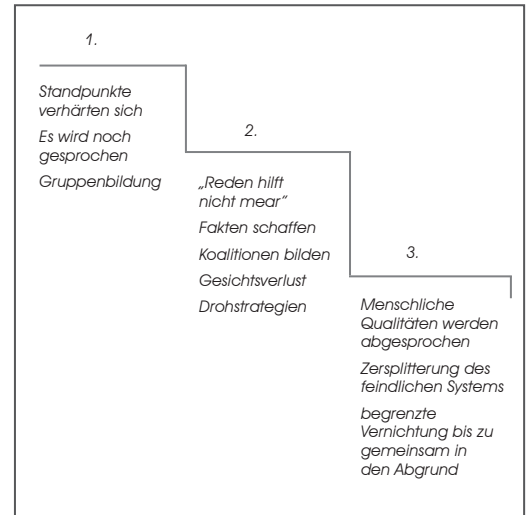 1.
Standpunkte
verhärten sich
Es wird noch
gesprochen
Gruppenbildung
2.
„Reden hilft
nicht mear“
Fakten schaffen
Koalitionen bilden
Gesichtsverlust
Drohstrategien
3.
Menschliche
Qualitäten werden
abgesprochen
Zersplitterung des
feindlichen Systems
begrenzte
Vernichtung bis zu
gemeinsam in
den Abgrund